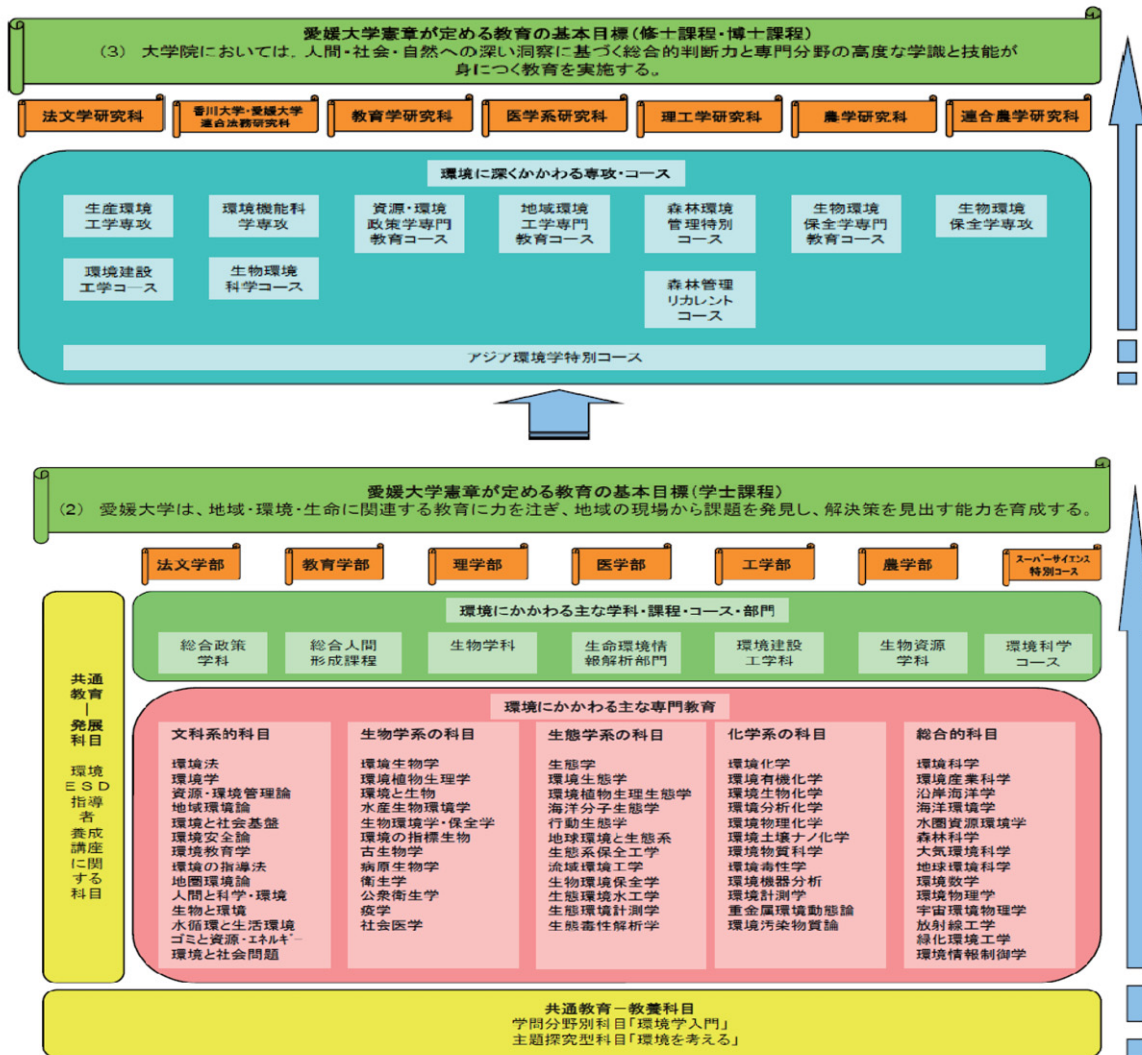 愛媛大学憲章が定める教育の基本目標(修士課程・博士課程)
(3) 大学院においては、人間・社会・自然への深い洞察に基づく総合的判断力と専門分野の高度な学識と技能が
身につく教育を実施する。
法文学研究科
香川大学・愛媛大学
連合法務研究科
教育学研究科
医学系研究科
理工学研究科
農学研究科
連合農学研究科
環境に深くかかわる専攻・コース
生産環境
工学専攻
環境機能科
学専攻
資源・環境
政策学専門
教育コース
地域環境
工学専門
教育コース
森林環境
管理特別
コース
生物環境
保全学専門
教育コース
生物環境
保全学専攻
環境建設
工学コース
生物環境
科学コース
森林管理
リカレント
コース
アジア環境学特別コース
愛媛大学憲章が定める教育の基本目標(学士課程)
(2) 愛媛大学は、地域・環境・生命に関連する教育に力を注ぎ、地域の現場から課題を発見し、解決策を見出す能力を育成する。
法文学部
教育学部
理学部
医学部
工学部
農学部
スーパーサイエンス
特別コース
環境にかかわる主な学科・課程・コース・部門
総合政策
学科
総合人間
形成課程
生物学科
生命環境情
報解析部門
環境建設
工学科
生物資源
学科
環境科学
コース
共通
教育
ー
発展
科目
環境
ESD
指導
者
養成
講座
に関
する
科目
環境にかかわる主な専門教育
文科系的科目
環境法
環境学
資源・環境管理論
地域環境論
環境と社会基盤
環境安全論
環境教育学
環境の指導法
地圏環境論
人間と科学・環境
生物と環境
水循環と生活環境
ゴミと資源・エネルギー
環境と社会問題
生物学系の科目
環境生物学
環境植物生理学
環境と生物
水産生物環境学
生物環境学・保全学
環境の指標生物
古生物学
病原生物学
衛生学
公衆衛生学
疫学
社会医学
生態学系の科目
生態学
環境生態学
環境植物生理生態学
海洋分子生態学
行動生態学
地球環境と生態系
生態系保全工学
流域環境工学
生物環境保全学
生態環境水工学
生態環境計測学
生態毒性解析学
化学系の科目
環境化学
環境有機化学
環境生物化学
環境分析化学
環境物理化学
環境土壌ナノ化学
環境物質科学
環境毒性学
環境機器分析
環境計測学
重金属環境動態論
環境汚染物質論
総合的科目
環境科学
環境産業科学
沿岸海洋学
海洋環境学
水圏資源環境学
森林科学
大気環境科学
地球環境科学
環境数学
環境物理学
宇宙環境物理学
放射線工学
緑化環境工学
環境情報制御学
共通教育ー教養科目
学問分野別科目「環境学入門」
主題探究型科目「環境を考える」